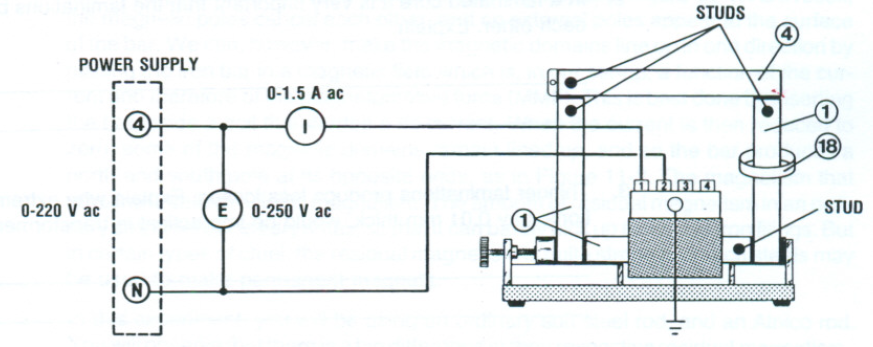 STUDS
4
POWER SUPPLY
0-1.5 A ac
4
I
1
1 2 3 4
18
0-220 V ac
E
0-250 V ac
1
STUD
N